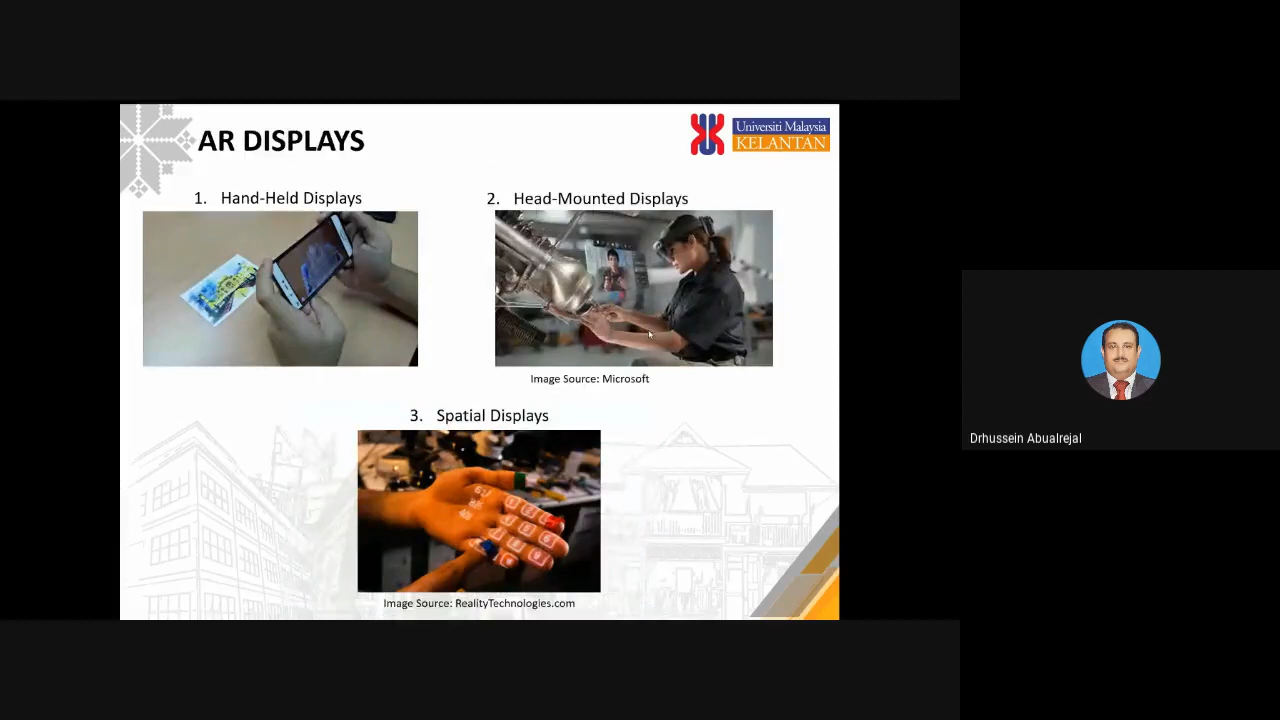 AR DISPLAYS
Universiti Malaysia
KELANTAN
1. Hand-Held Displays
2. Head-Mounted Displays
Image Source: Microsoft
3. Spatial Displays
Image Source: RealityTechnologies.com
Drhussein Abualrejal